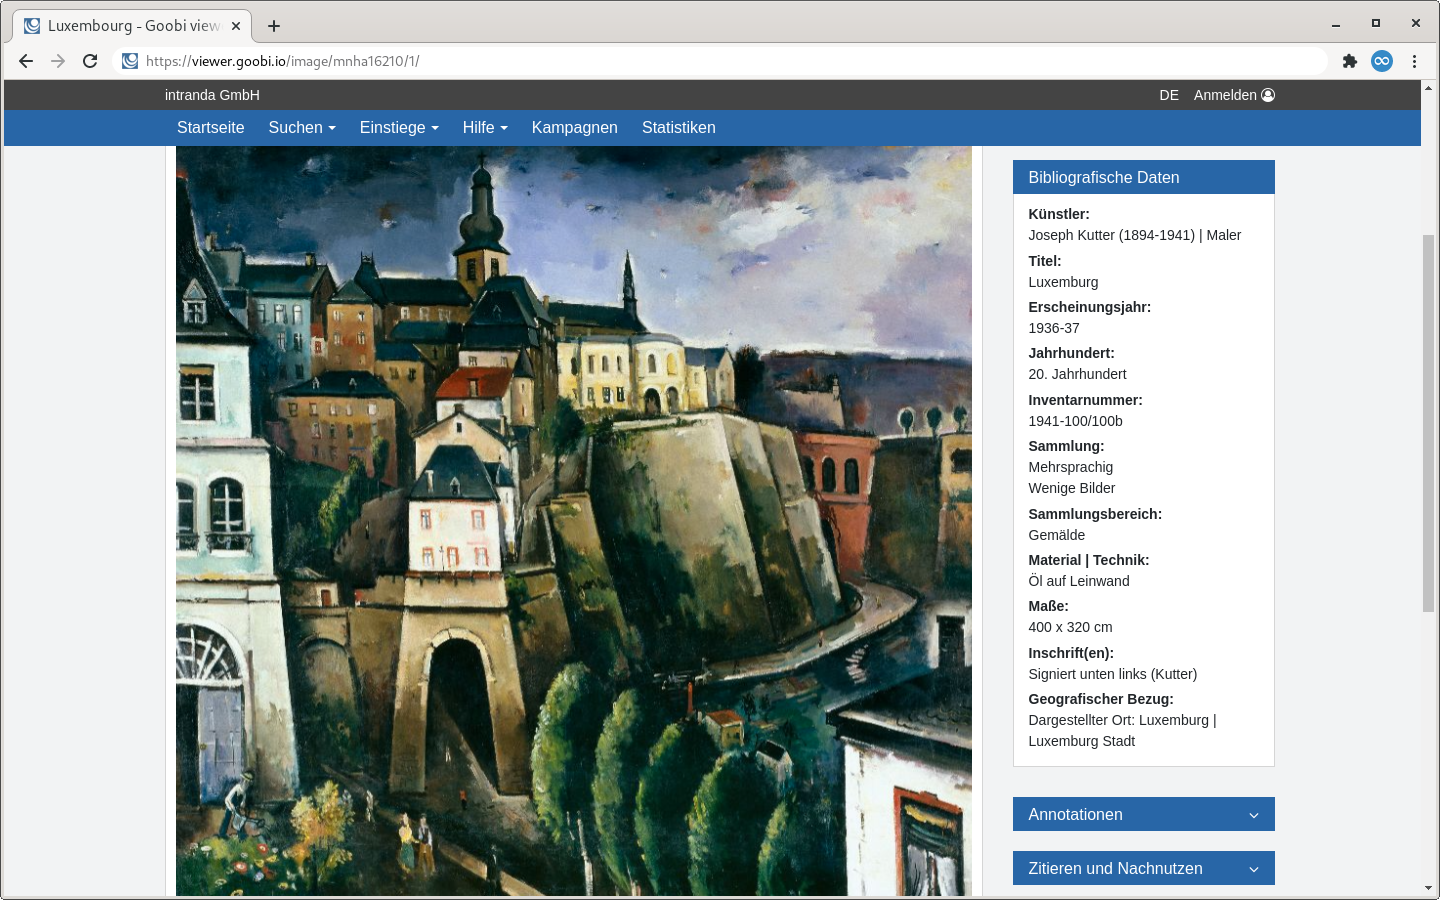 Luxembourg - Goobi view
https://viewer.goobi.io/image/mnha16210/1/
intranda GmbH
DE Anmelden
Startseite Suchen Einstiege Hilfe Kampagnen Statistiken
Bibliografische Daten
Künstler:
Joseph Kutter (1894-1941) | Maler
Titel:
Luxemburg
Erscheinungsjahr:
1936-37
Jahrhundert:
20. Jahrhundert
Inventarnummer:
1941-100/100b
Sammlung:
Mehrsprachig
Wenige Bilder
Sammlungsbereich:
Gemälde
Material | Technik:
Öl auf Leinwand
Maße:
400 x 320 cm
Inschrift(en):
Signiert unten links (Kutter)
Geografischer Bezug:
Dargestellter Ort: Luxemburg |
Luxemburg Stadt
Annotationen
Zitieren und Nachnutzen